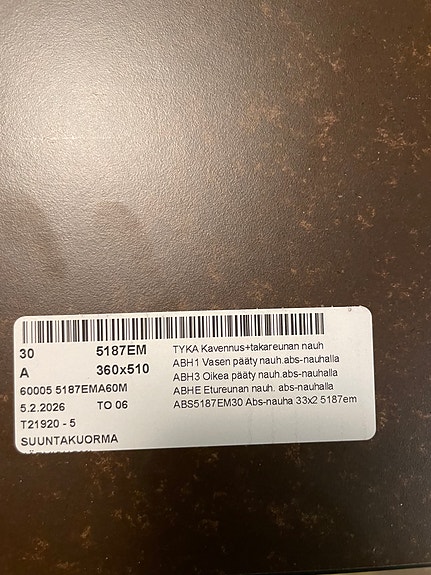 30 5187EM
A 360x510
60005 5187EMA60M
5.2.2026 TO 06
T21920 - 5
SUUNTAKUORMA
TYKA Kavennus+takareunan nauh
ABH1 Vasen pääty nauh.abs-nauhalla
ABH3 Oikea pääty nauh.abs-nauhalla
ABHE Etureunan nauh. abs-nauhalla
ABS5187EM30 Abs-nauha 33x2 5187em